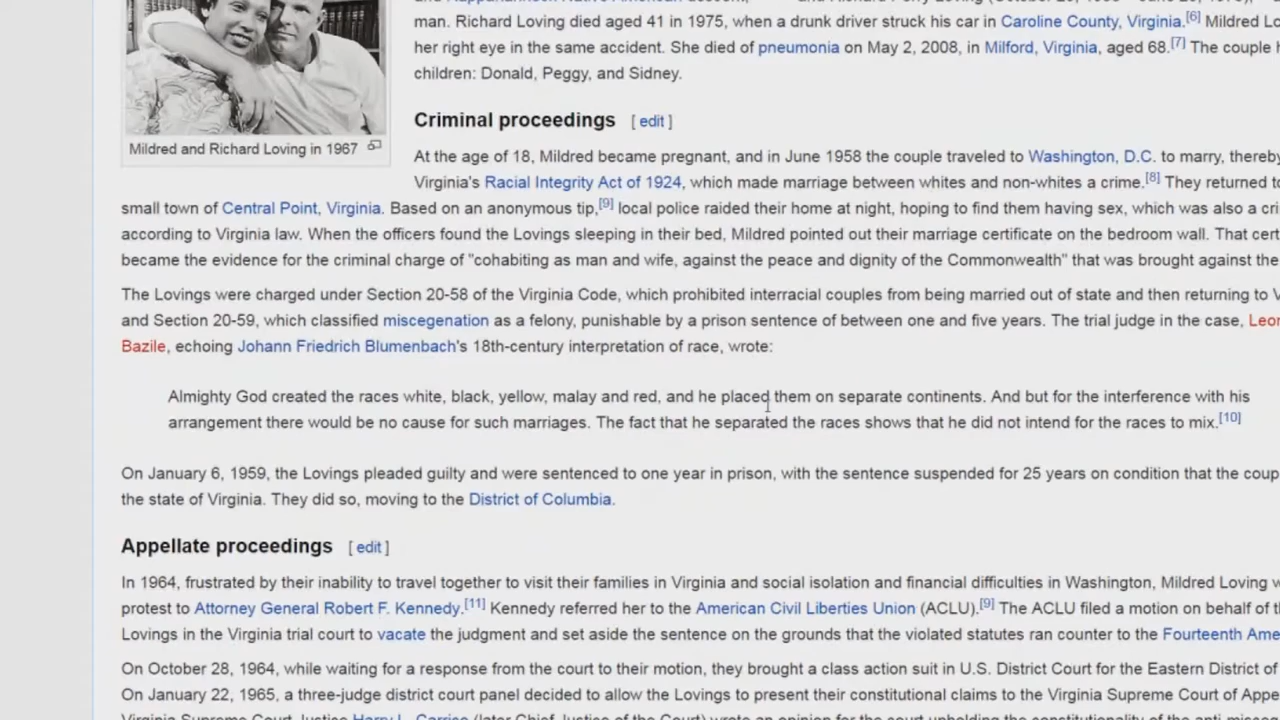 man. Richard Loving died aged 41 in 1975, when a drunk driver struck his car in Caroline County, Virginia.[6] Mildred Lo
her right eye in the same accident. She died of pneumonia on May 2, 2008, in Milford, Virginia, aged 68.[7] The couple h
children: Donald, Peggy, and Sidney.
Mildred and Richard Loving in 1967
Criminal proceedings [ edit ]
At the age of 18, Mildred became pregnant, and in June 1958 the couple traveled to Washington, D.C. to marry, thereby
Virginia's Racial Integrity Act of 1924, which made marriage between whites and non-whites a crime.[8] They returned to
small town of Central Point, Virginia. Based on an anonymous tip,[9] local police raided their home at night, hoping to find them having sex, which was also a cri
according to Virginia law. When the officers found the Lovings sleeping in their bed, Mildred pointed out their marriage certificate on the bedroom wall. That cert
became the evidence for the criminal charge of "cohabiting as man and wife, against the peace and dignity of the Commonwealth" that was brought against the
The Lovings were charged under Section 20-58 of the Virginia Code, which prohibited interracial couples from being married out of state and then returning to V
and Section 20-59, which classified miscegenation as a felony, punishable by a prison sentence of between one and five years. The trial judge in the case, Leon
Bazile, echoing Johann Friedrich Blumenbach's 18th-century interpretation of race, wrote:
Almighty God created the races white, black, yellow, malay and red, and he placed them on separate continents. And but for the interference with his
arrangement there would be no cause for such marriages. The fact that he separated the races shows that he did not intend for the races to mix.[10]
On January 6, 1959, the Lovings pleaded guilty and were sentenced to one year in prison, with the sentence suspended for 25 years on condition that the coup
the state of Virginia. They did so, moving to the District of Columbia.
Appellate proceedings [ edit ]
In 1964, frustrated by their inability to travel together to visit their families in Virginia and social isolation and financial difficulties in Washington, Mildred Loving w
protest to Attorney General Robert F. Kennedy.[11] Kennedy referred her to the American Civil Liberties Union (ACLU).[9] The ACLU filed a motion on behalf of t
Lovings in the Virginia trial court to vacate the judgment and set aside the sentence on the grounds that the violated statutes ran counter to the Fourteenth Ame
On October 28, 1964, while waiting for a response from the court to their motion, they brought a class action suit in U.S. District Court for the Eastern District of
On January 22, 1965, a three-judge district court panel decided to allow the Lovings to present their constitutional claims to the Virginia Supreme Court of Appe